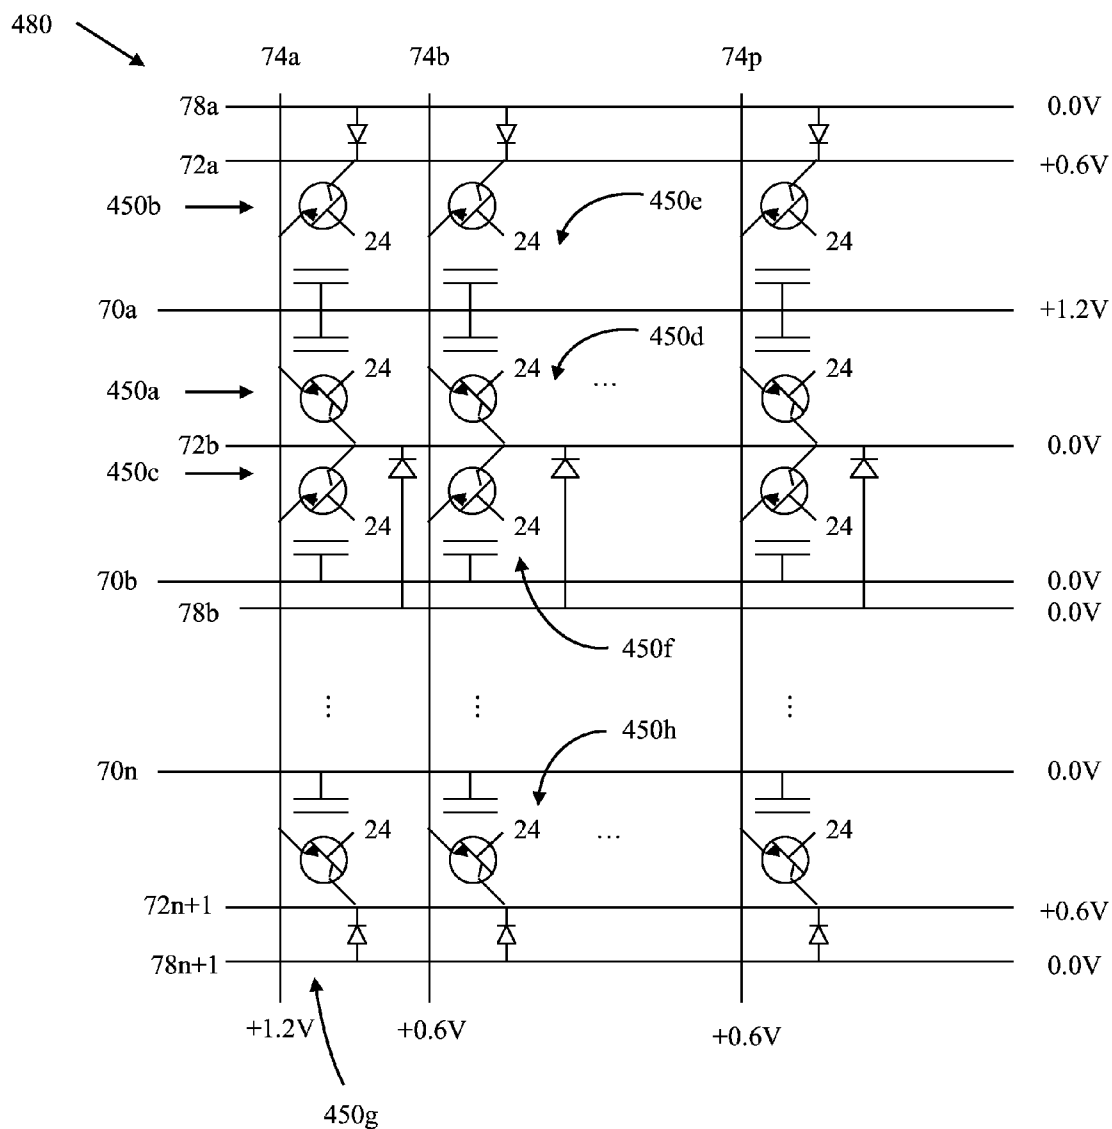 480
74a 74b 74p
78a 0.0V
72a +0.6V
450b 450e
24 24 24
70a +1.2V
450d
24 24 24
450a ...
72b 0.0V
450c
24 24 24
70b 0.0V
78b 0.0V
450f
... ... ...
450h
70n 0.0V
24 24 ... 24
72n+1 +0.6V
78n+1 0.0V
+1.2V +0.6V +0.6V
450g